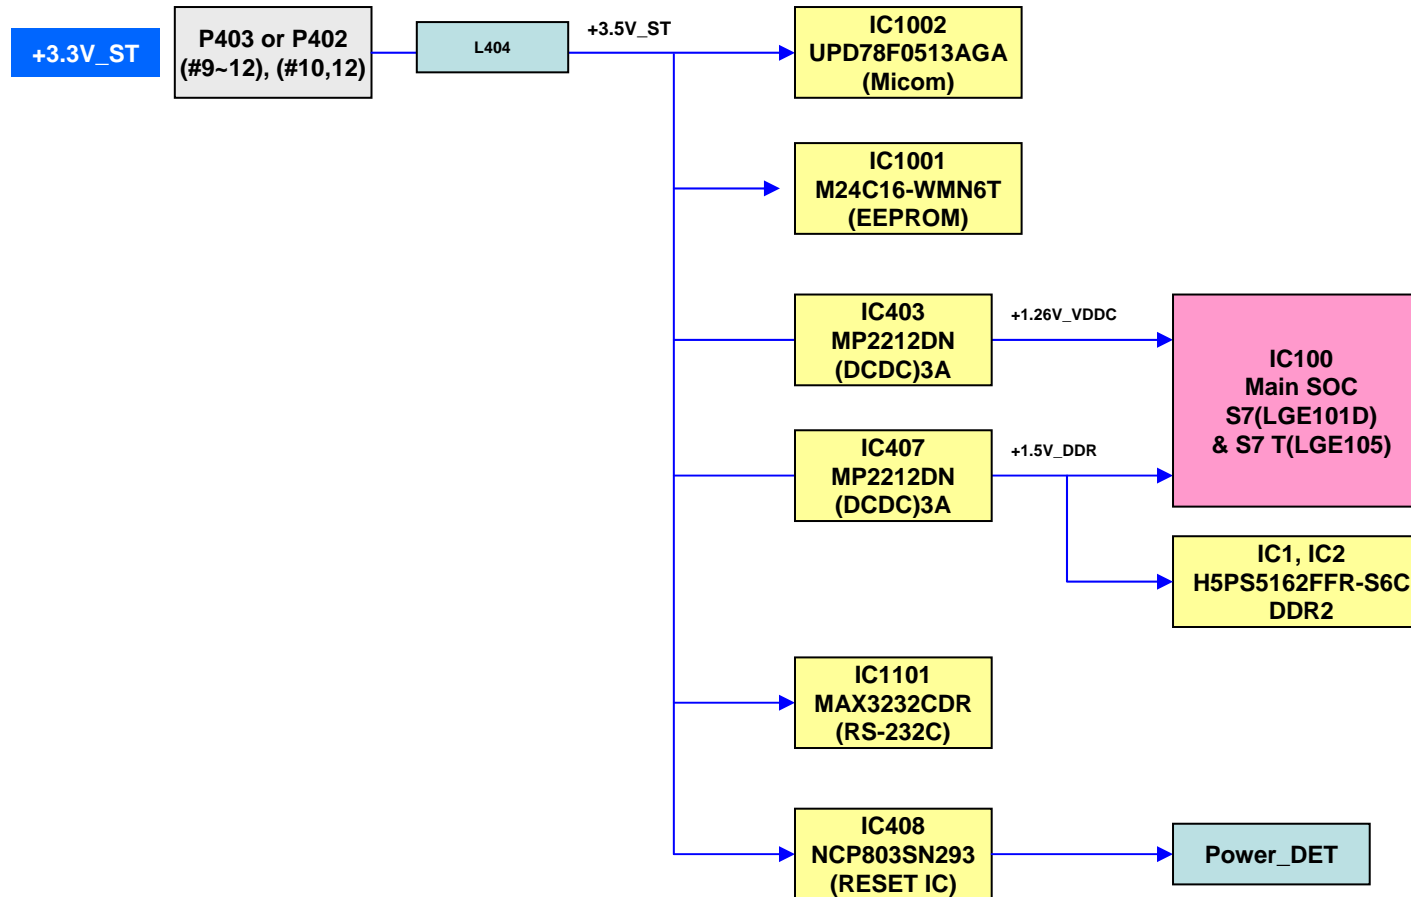 +3.3V_ST
P403 or P402
(#9~12), (#10,12)
L404
+3.5V_ST
IC1002
UPD78F0513AGA
(Micom)
IC1001
M24C16-WMN6T
(EEPROM)
IC403
MP2212DN
(DCDC)3A
+1.26V_VDDC
IC100
Main SOC
S7(LGE101D)
& S7 T(LGE105)
IC407
MP2212DN
(DCDC)3A
+1.5V_DDR
IC1, IC2
H5PS5162FFR-S6C
DDR2
IC1101
MAX3232CDR
(RS-232C)
IC408
NCP803SN293
(RESET IC)
Power_DET